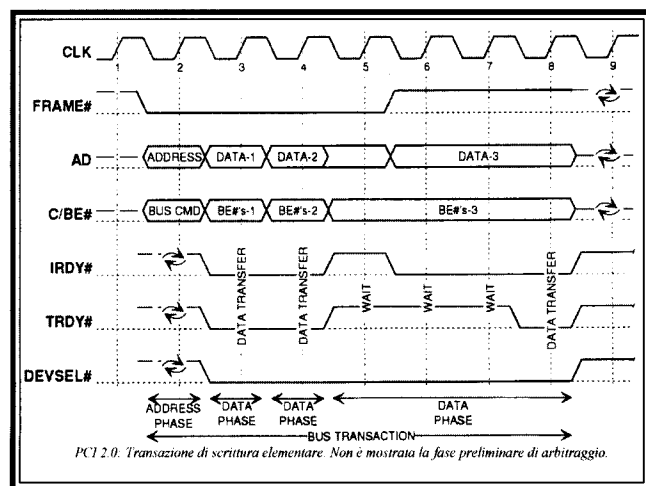 CLK
1 2 3 4 5 6 7 8 9
FRAME#
AD
ADDRESS DATA-1 DATA-2 DATA-3
C/BE#
BUS CMD BE#'s-1 BE#'s-2 BE#'s-3
IRDY#
TRDY#
DATA TRANSFER
DATA TRANSFER
WAIT
WAIT
WAIT
DATA TRANSFER
DEVSEL#
ADDRESS PHASE
DATA PHASE
DATA PHASE
DATA PHASE
BUS TRANSACTION
PCI 2.0: Transazione di scrittura elementare. Non è mostrata la fase preliminare di arbitraggio.